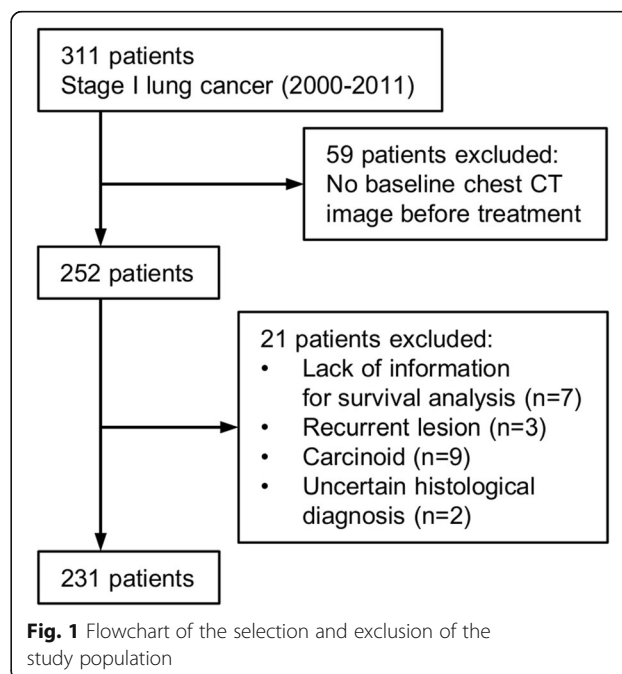 311 patients
Stage I lung cancer (2000-2011)
59 patients excluded:
No baseline chest CT
image before treatment
252 patients
21 patients excluded:
• Lack of information
for survival analysis (n=7)
• Recurrent lesion (n=3)
• Carcinoid (n=9)
• Uncertain histological
diagnosis (n=2)
231 patients
Fig. 1 Flowchart of the selection and exclusion of the
study population